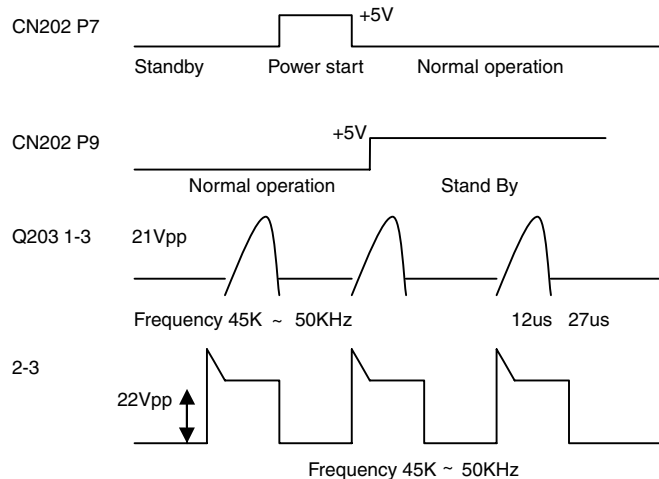 CN202 P7
+5V
Standby Power start Normal operation
CN202 P9
+5V
Normal operation Stand By
Q203 1-3 21Vpp
Frequency 45K ~ 50KHz 12us 27us
2-3
22Vpp
Frequency 45K ~ 50KHz